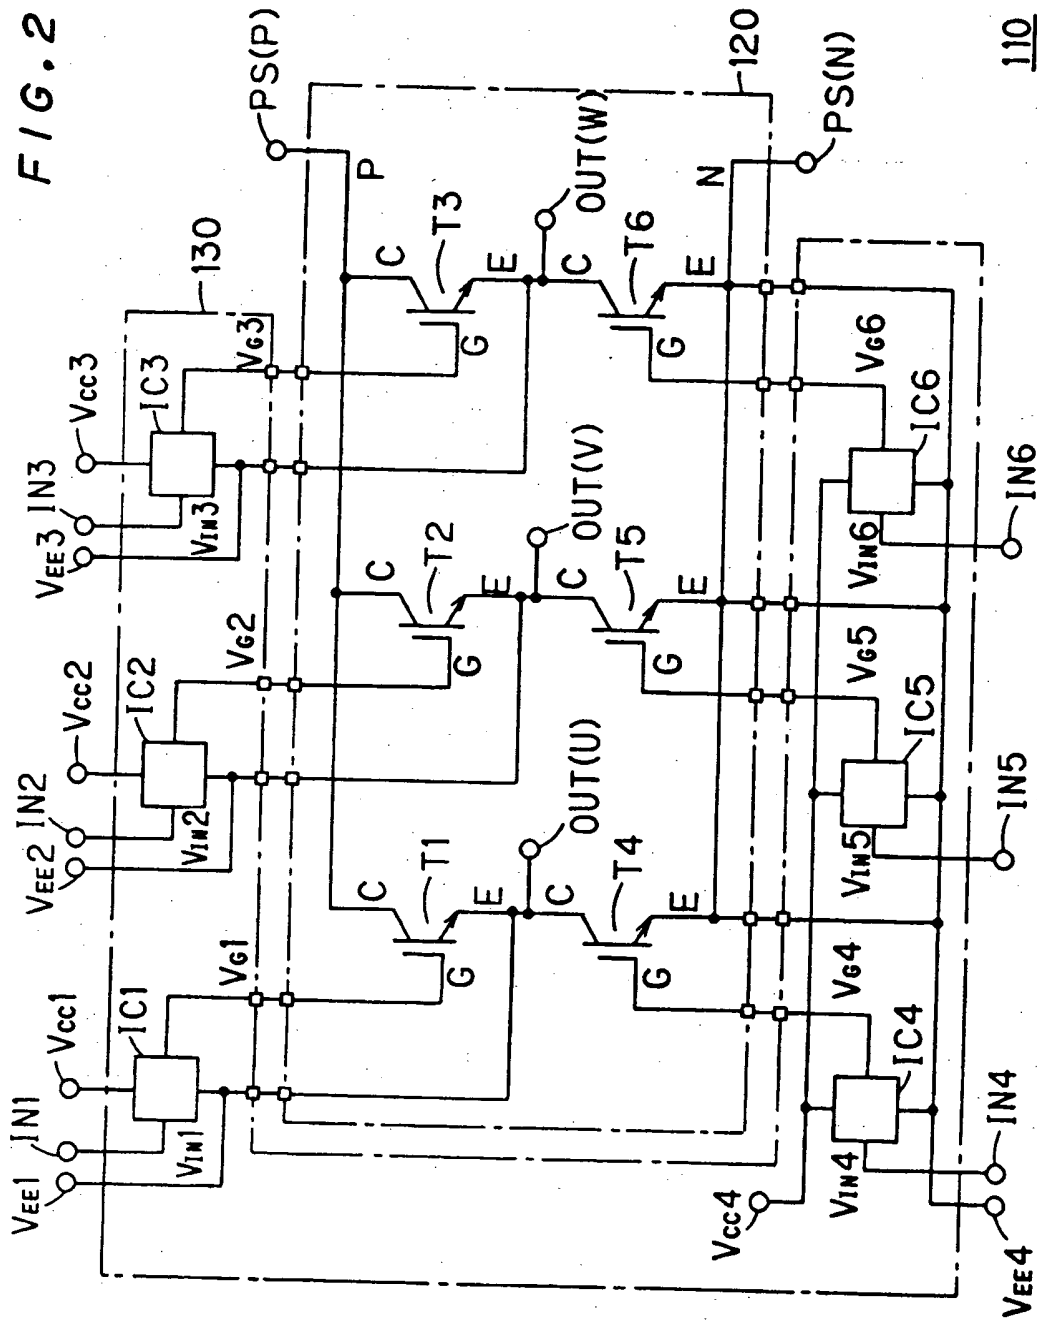 FIG. 2
110
120
130
PS(P)
PS(N)
P
N
VEE1
IN1
VCC1
IC1
VIN1
VG1
VEE2
IN2
VCC2
IC2
VIN2
VG2
VEE3
IN3
VCC3
IC3
VIN3
VG3
C
T1
G
E
OUT(U)
C
T4
G
E
C
T2
G
E
OUT(V)
C
T5
G
E
C
T3
G
E
OUT(W)
C
T6
G
E
VCC4
VIN4
VG4
IC4
IN4
VEE4
VIN5
VG5
IC5
IN5
VIN6
VG6
IC6
IN6